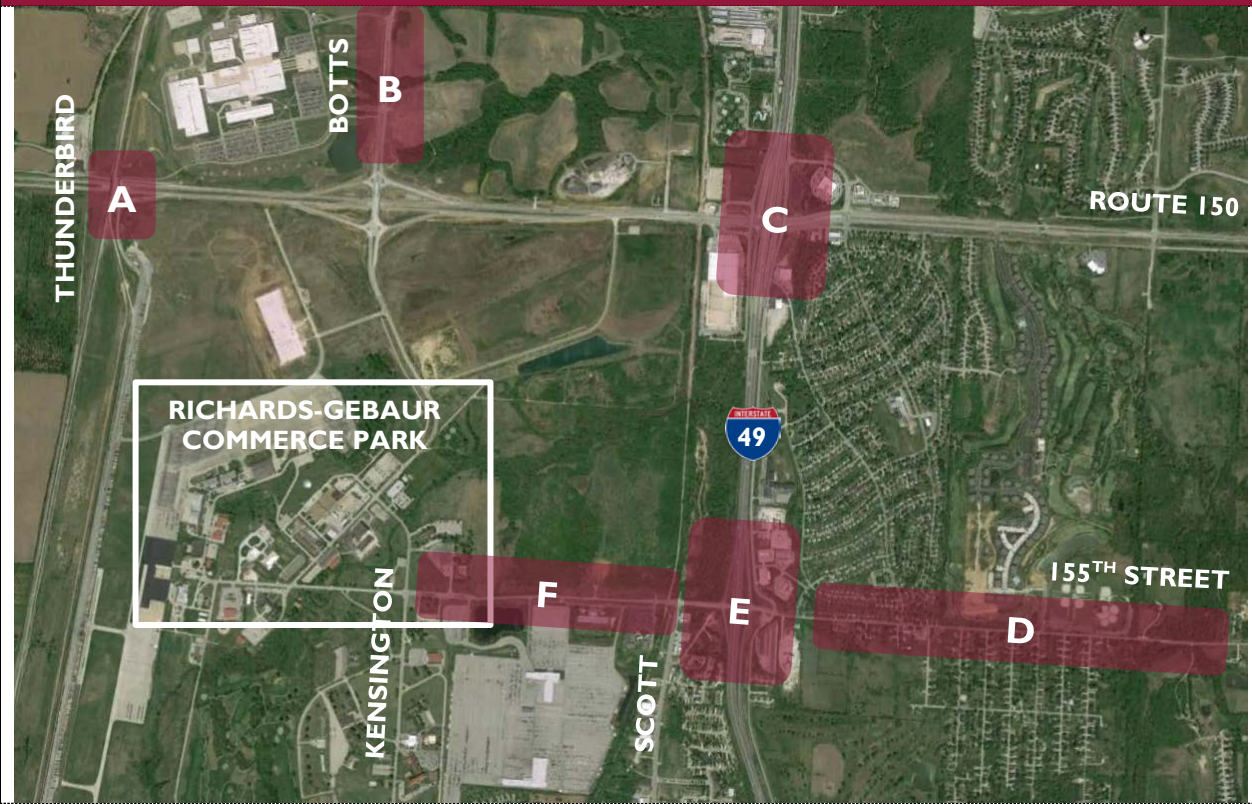 BOTTS
B
THUNDERBIRD
A
C
ROUTE 150
RICHARDS-GEBAUR
COMMERCE PARK
INTERSTATE
49
155TH STREET
KENSINGTON
F
E
D
SCOTT